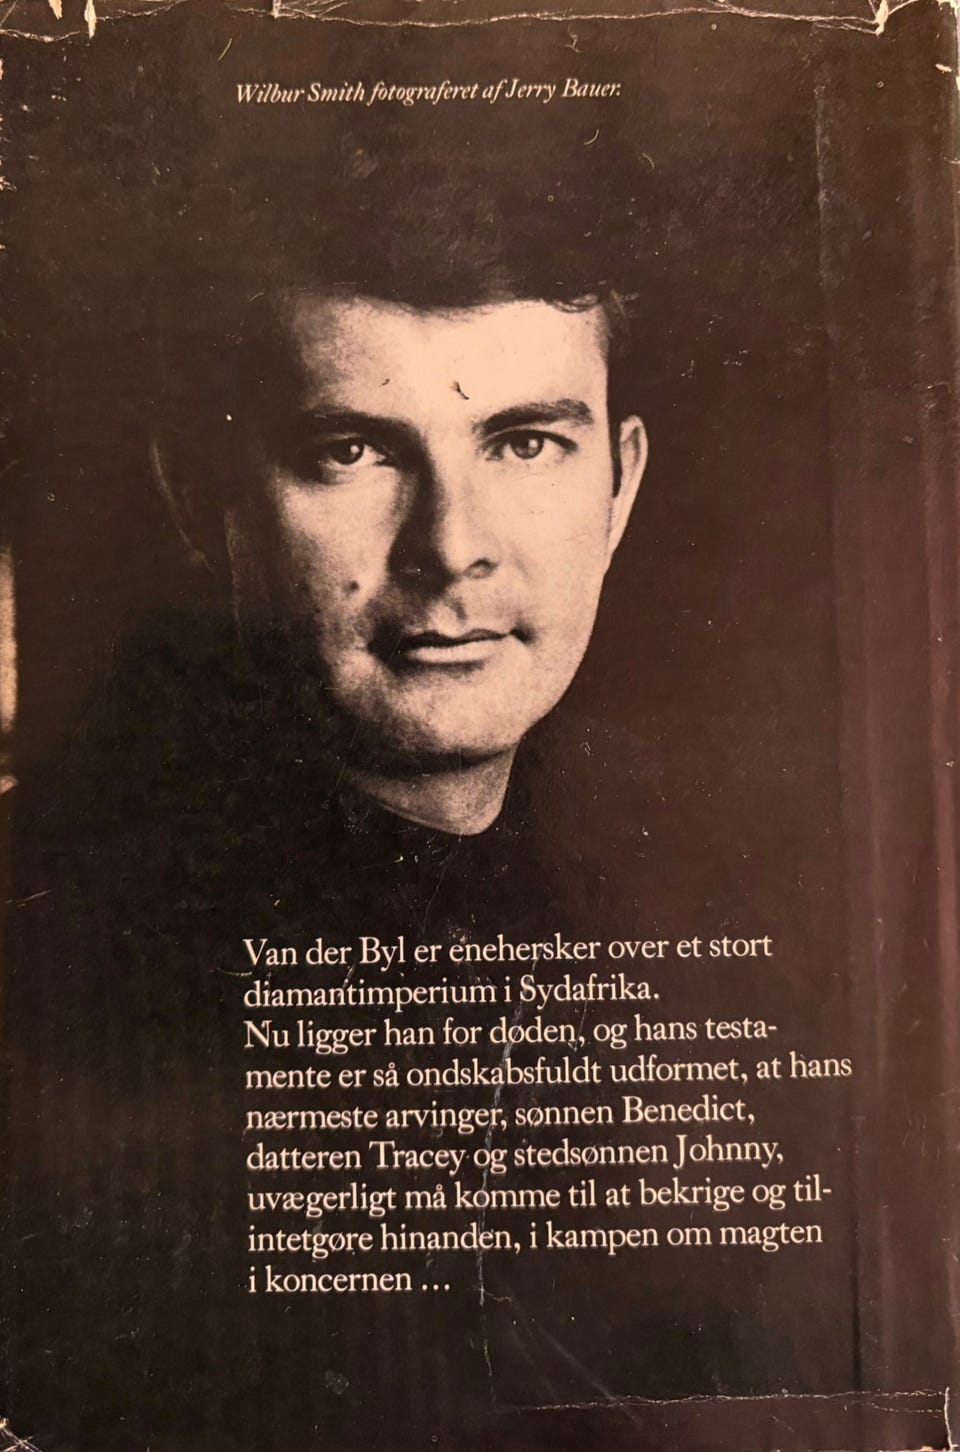 Wilbur Smith fotograferet af Jerry Bauer.
Van der Byl er enehersker over et stort
diamantimperium i Sydafrika.
Nu ligger han for døden, og hans testa-
mente er så ondskabsfuldt udformet, at hans
nærmeste arvinger, sønnen Benedict,
datteren Tracey og stedsønnen Johnny,
uvægerligt må komme til at bekrige og til-
intetgøre hinanden, i kampen om magten
i koncernen ...